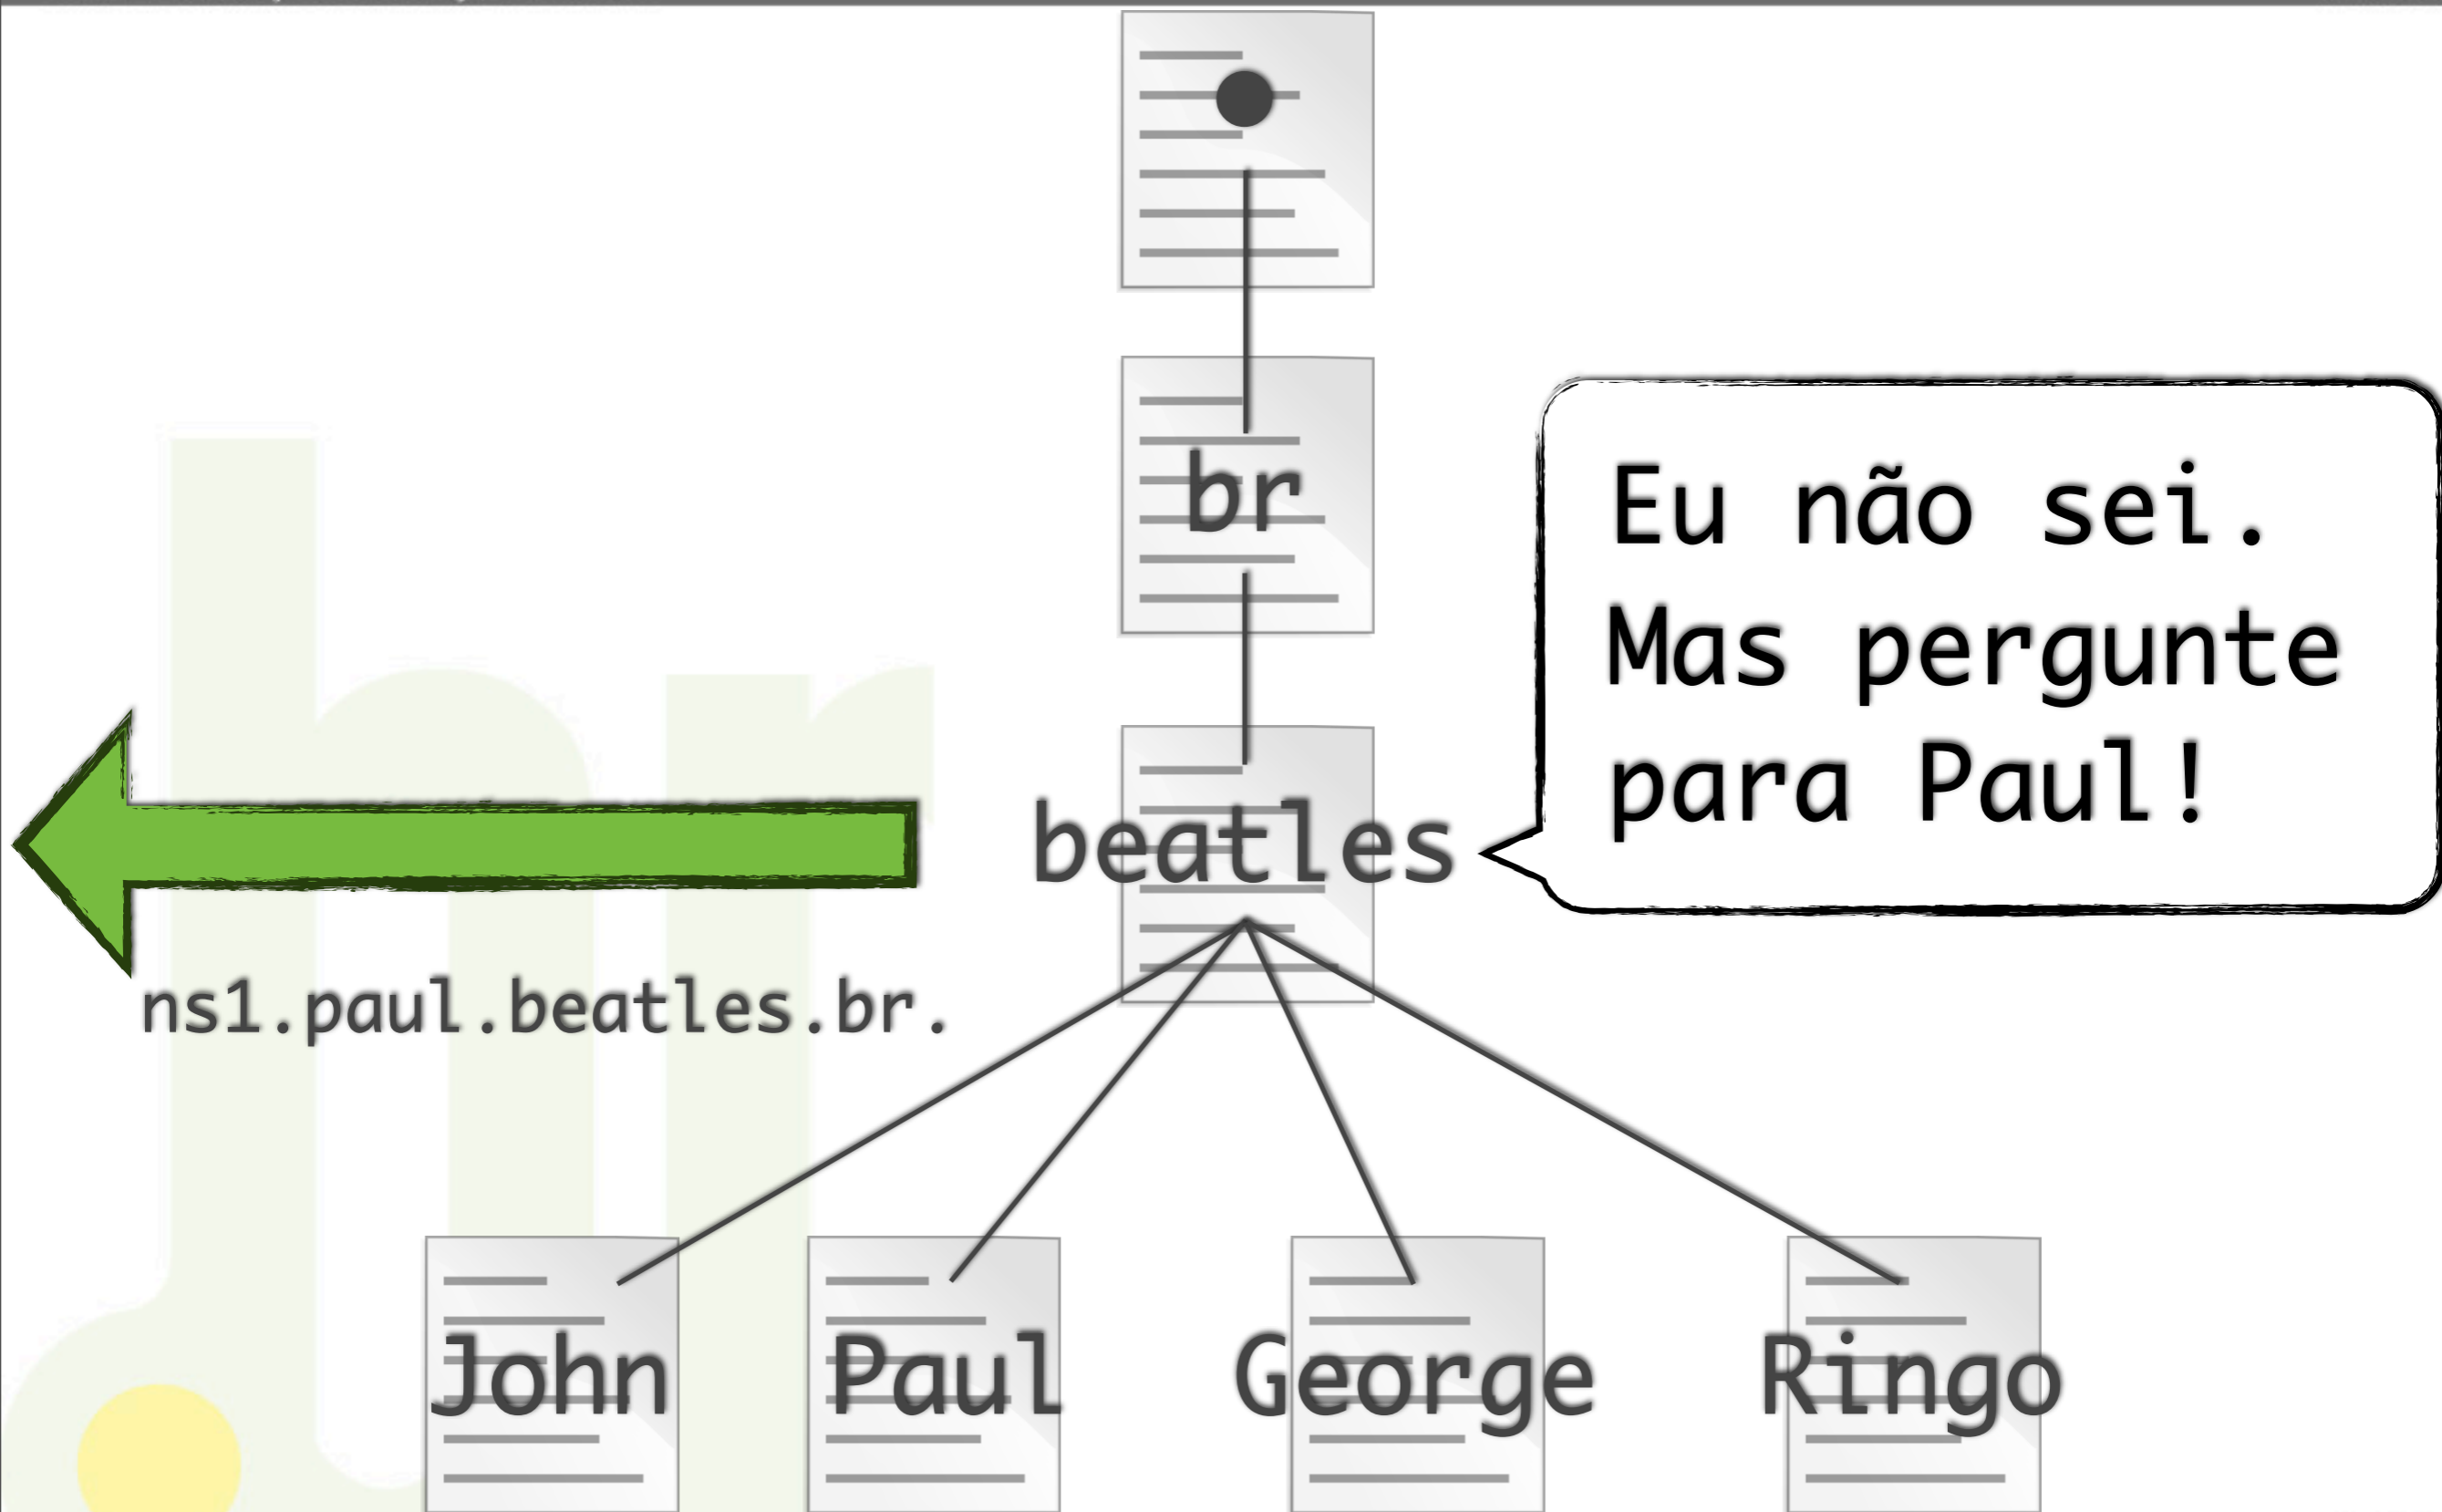 br
Eu não sei.
Mas pergunte
para Paul!
beatles
ns1.paul.beatles.br.
John
Paul
George
Ringo